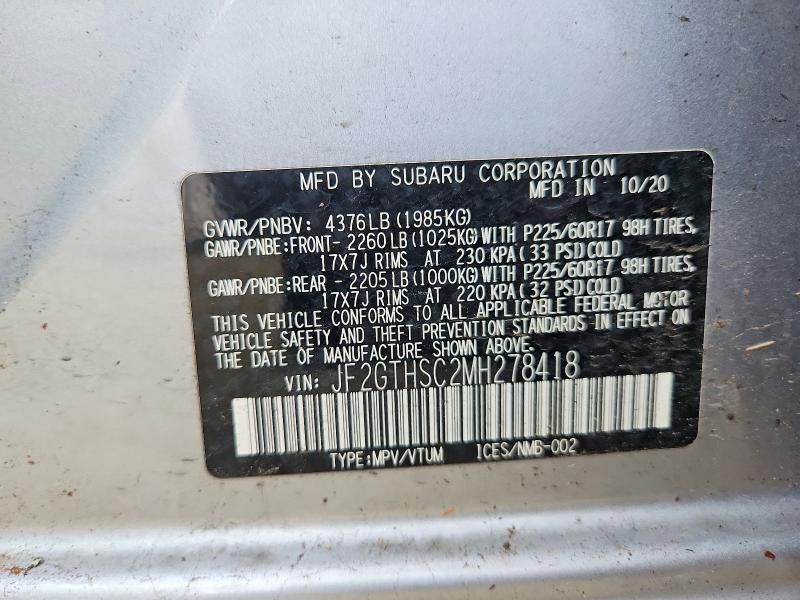 MFD BY SUBARU CORPORATION
MFD IN 10/20
GVWR/PNBV: 4376LB (1985KG)
GAWR/PNBE:FRONT- 2260LB (1025KG) WITH P225/60R17 98H TIRES,
17X7J RIMS AT 230 KPA( 33 PSI) COLD
GAWR/PNBE:REAR - 2205LB (1000KG) WITH P225/60R17 98H TIRES,
17X7J RIMS AT 220 KPA( 32 PSI) COLD
THIS VEHICLE CONFORMS TO ALL APPLICABLE FEDERAL MOTOR
VEHICLE SAFETY AND THEFT PREVENTION STANDARDS IN EFFECT ON
THE DATE OF MANUFACTURE SHOWN ABOVE.
VIN: JF2GTHSC2MH278418
TYPE:MPV/VTUM ICES/NMB-002